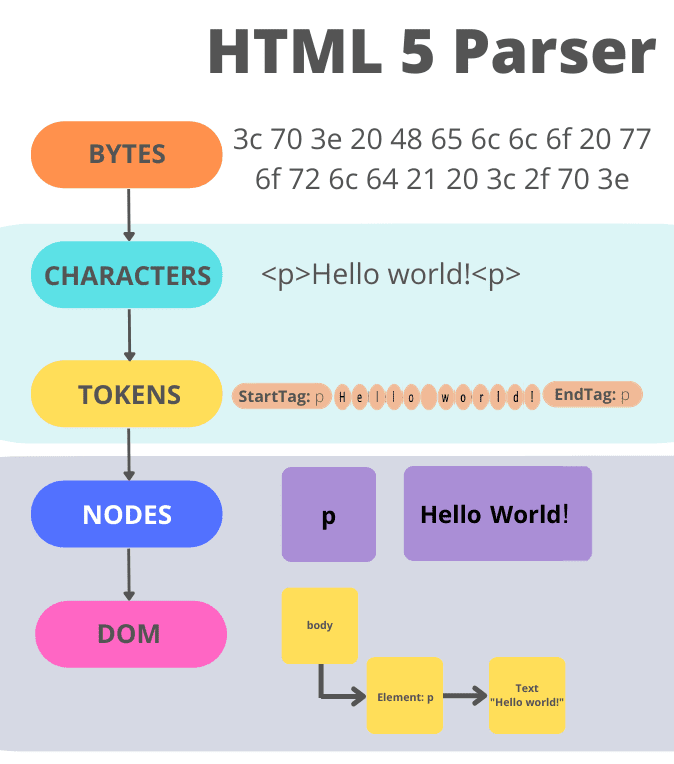 HTML 5 Parser
BYTES
3c 70 3e 20 48 65 6c 6c 6f 20 77
6f 72 6c 64 21 20 3c 2f 70 3e
CHARACTERS
<p>Hello world!<p>
TOKENS
StartTag: p H e l l o w o r l d ! EndTag: p
NODES
p
Hello World!
DOM
body
Element: p
Text
"Hello world!"